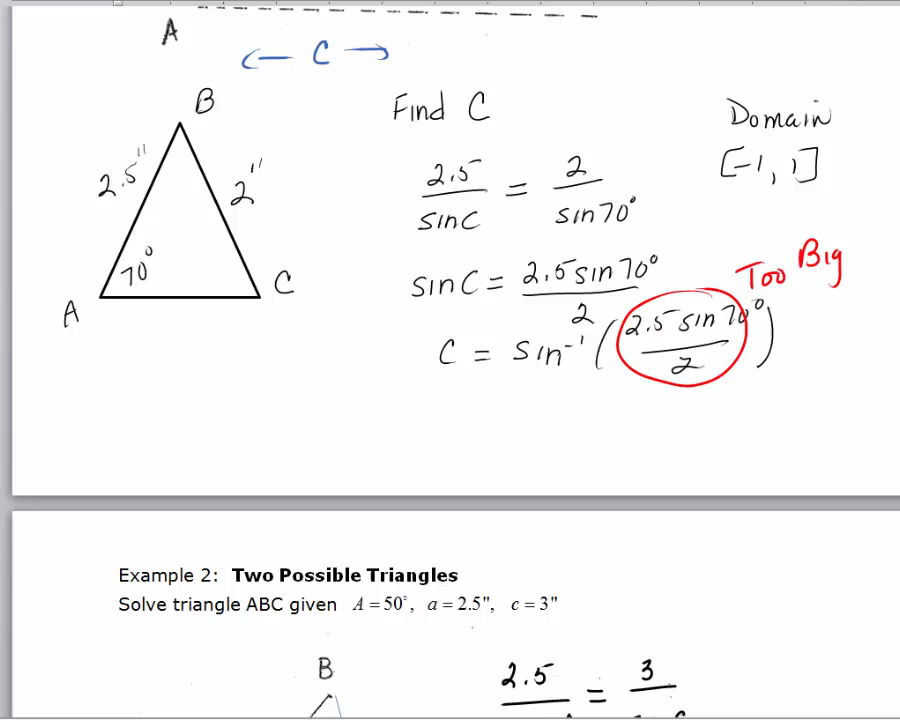 A
← C →
B
Find C
Domain
2.5"
2"
2.5/sinC = 2/sin70°
[-1, 1]
70°
A
C
sinC = 2.5sin70°/2
Too Big
C = sin⁻¹(2.5 sin70°/2)
Example 2: Two Possible Triangles
Solve triangle ABC given A = 50°, a = 2.5", c = 3"
B
2.5 = 3